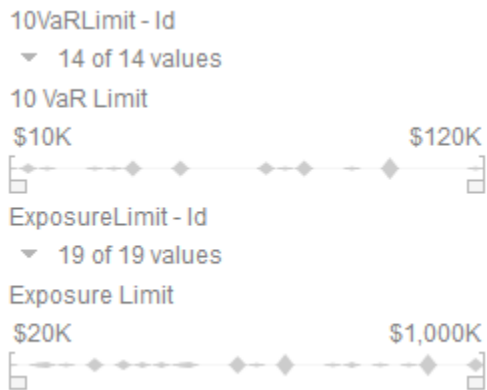 10VaRLimit - Id
14 of 14 values
10 VaR Limit
$10K $120K
ExposureLimit - Id
19 of 19 values
Exposure Limit
$20K $1,000K